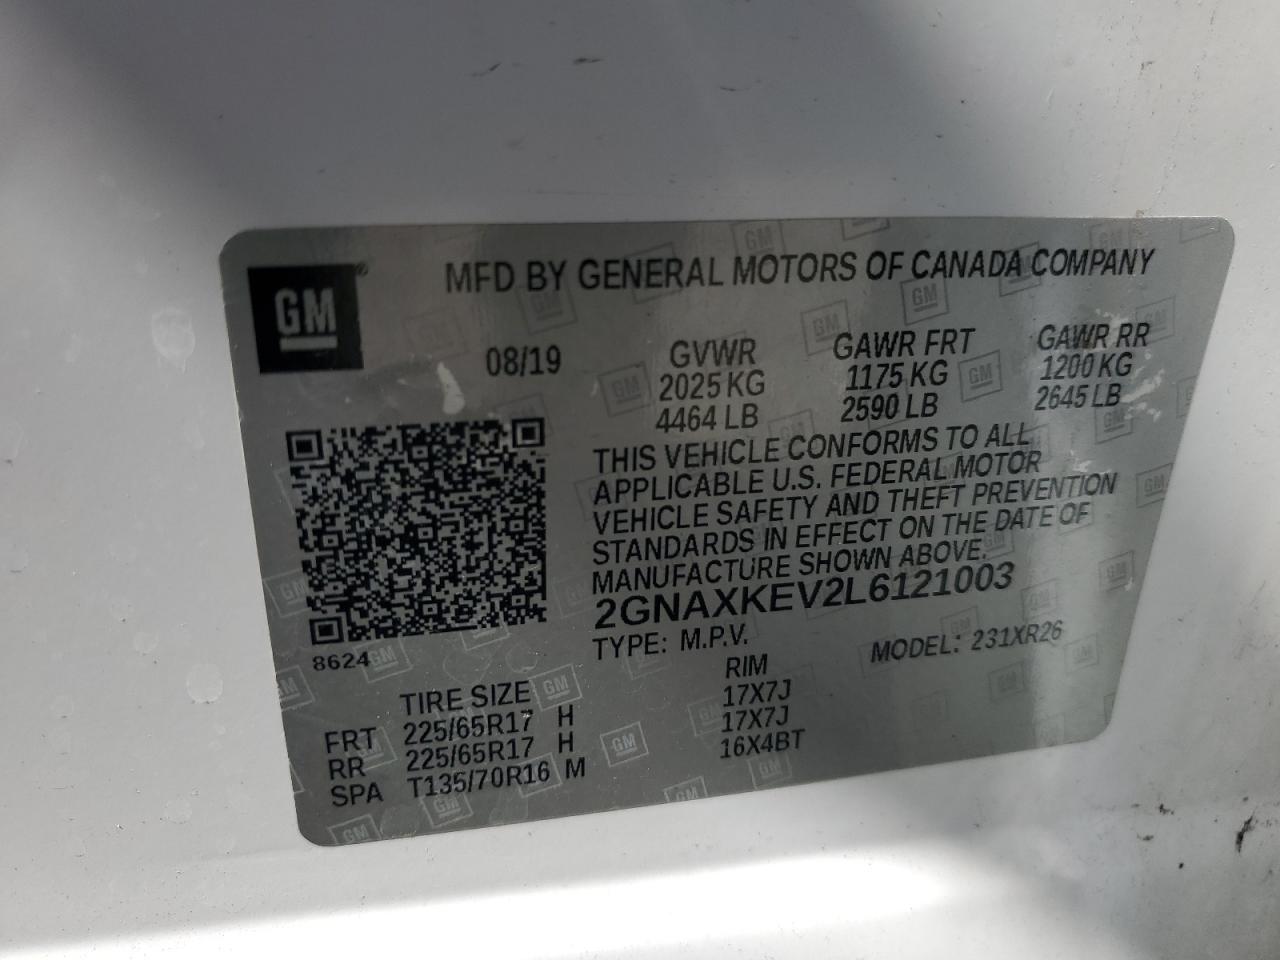 GM
MFD BY GENERAL MOTORS OF CANADA COMPANY
08/19
GVWR GAWR FRT GAWR RR
2025 KG 1175 KG 1200 KG
4464 LB 2590 LB 2645 LB
THIS VEHICLE CONFORMS TO ALL
APPLICABLE U.S. FEDERAL MOTOR
VEHICLE SAFETY AND THEFT PREVENTION
STANDARDS IN EFFECT ON THE DATE OF
MANUFACTURE SHOWN ABOVE.
2GNAXKEV2L6121003
TYPE: M.P.V. MODEL: 231XR26
8624
TIRE SIZE RIM
FRT 225/65R17 H 17X7J
RR 225/65R17 H 17X7J
SPA T135/70R16 M 16X4BT